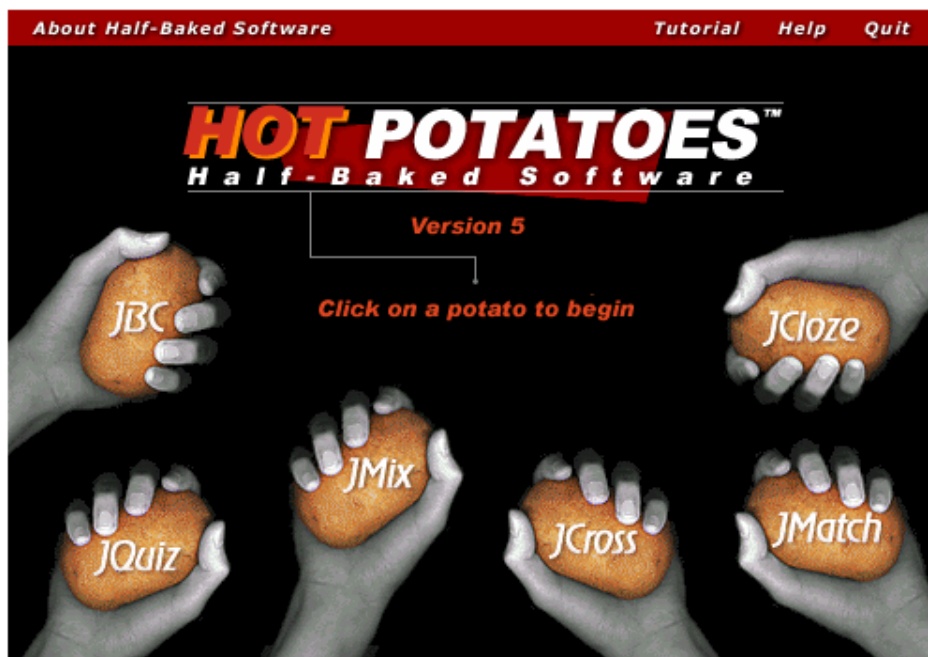 About Half-Baked Software Tutorial Help Quit
HOT POTATOES™
Half-Baked Software
Version 5
Click on a potato to begin
JBC
JCloze
JMix
JQuiz
JCross
JMatch